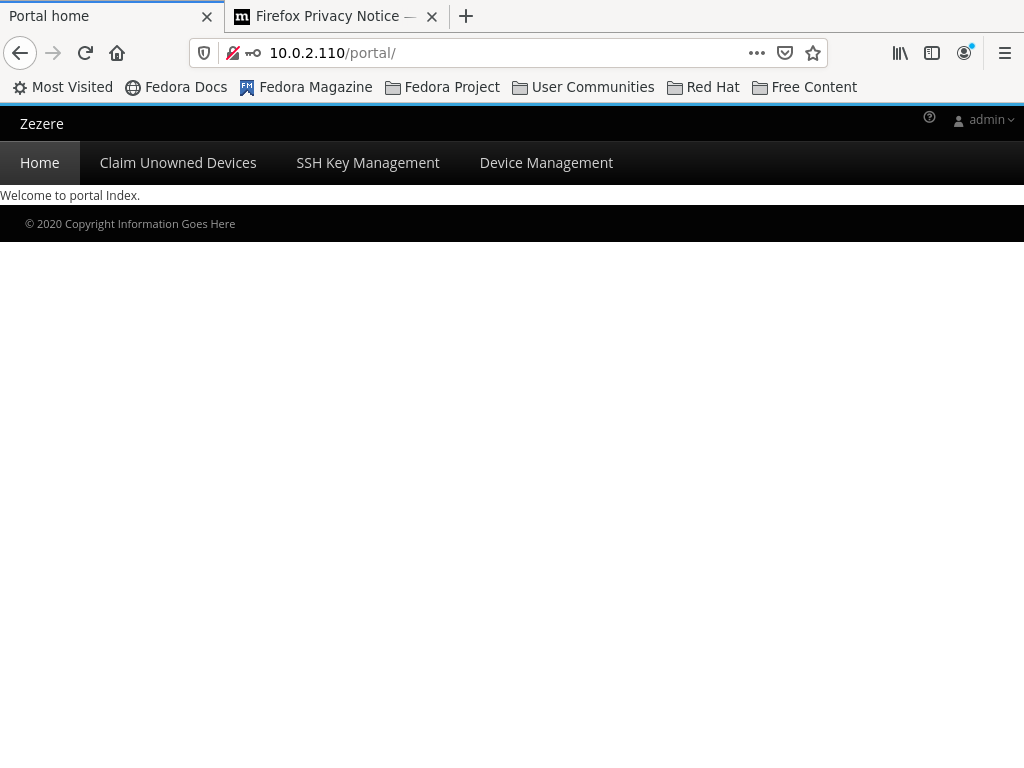 Portal home
Firefox Privacy Notice —
10.0.2.110/portal/
Most Visited
Fedora Docs
Fedora Magazine
Fedora Project
User Communities
Red Hat
Free Content
Zezere
admin
Home
Claim Unowned Devices
SSH Key Management
Device Management
Welcome to portal Index.
© 2020 Copyright Information Goes Here